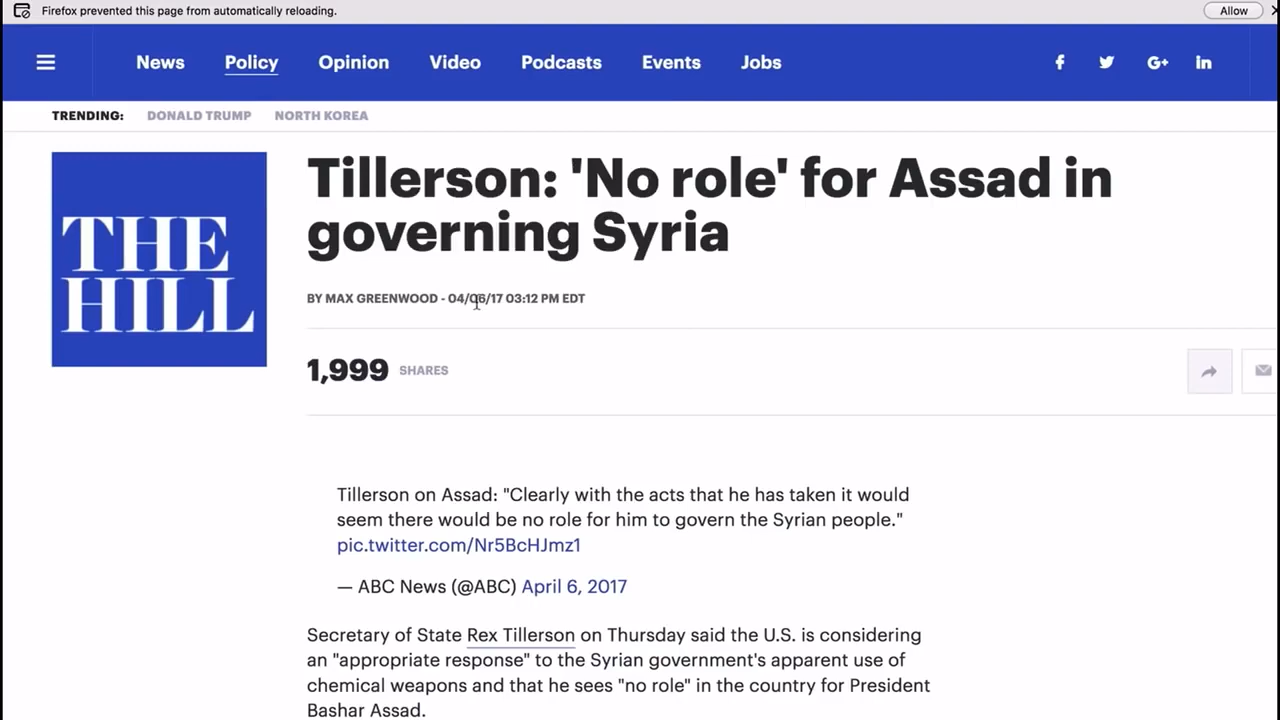 Firefox prevented this page from automatically reloading.
Allow
News Policy Opinion Video Podcasts Events Jobs
TRENDING: DONALD TRUMP NORTH KOREA
THE
HILL
Tillerson: 'No role' for Assad in
governing Syria
BY MAX GREENWOOD - 04/06/17 03:12 PM EDT
1,999 SHARES
Tillerson on Assad: "Clearly with the acts that he has taken it would
seem there would be no role for him to govern the Syrian people."
pic.twitter.com/Nr5BcHJmz1
— ABC News (@ABC) April 6, 2017
Secretary of State Rex Tillerson on Thursday said the U.S. is considering
an "appropriate response" to the Syrian government's apparent use of
chemical weapons and that he sees "no role" in the country for President
Bashar Assad.